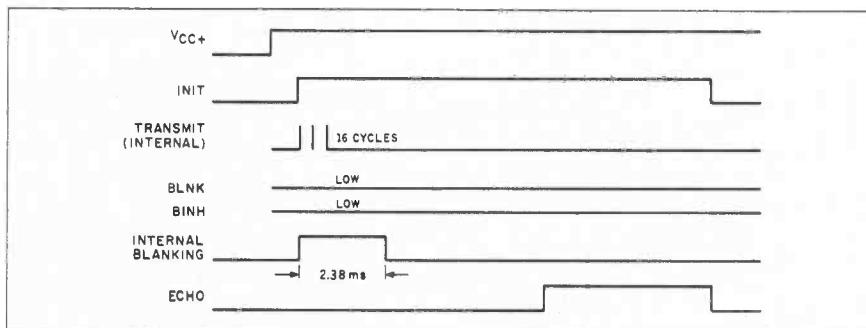 VCC+
INIT
TRANSMIT
(INTERNAL)
16 CYCLES
BLNK
LOW
BINH
LOW
INTERNAL
BLANKING
2.38 ms
ECHO